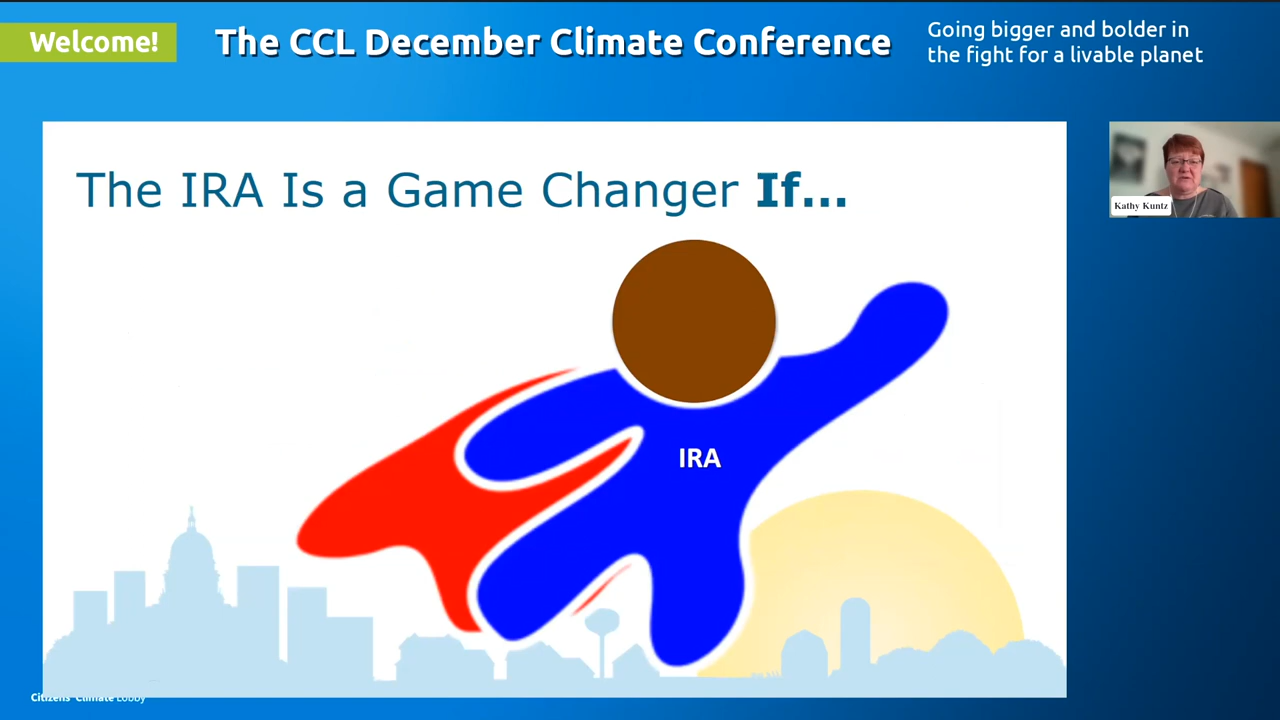 Welcome!
The CCL December Climate Conference
Going bigger and bolder in
the fight for a livable planet
The IRA Is a Game Changer If...
Kathy Kuntz
IRA
Citizens' Climate Lobby